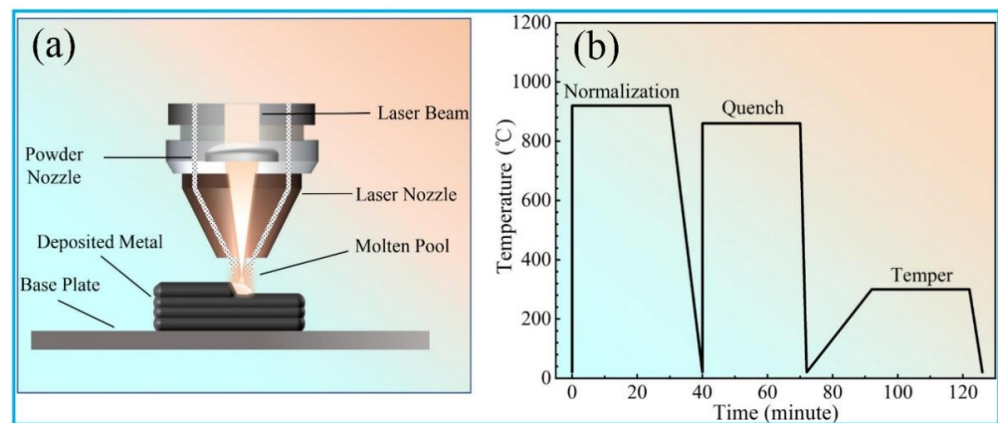 (a)
Laser Beam
Powder
Nozzle
Laser Nozzle
Deposited Metal
Molten Pool
Base Plate
(b)
1200
1000
800
600
400
200
0
Temperature (℃)
Normalization
Quench
Temper
0
20
40
60
80
100
120
Time (minute)